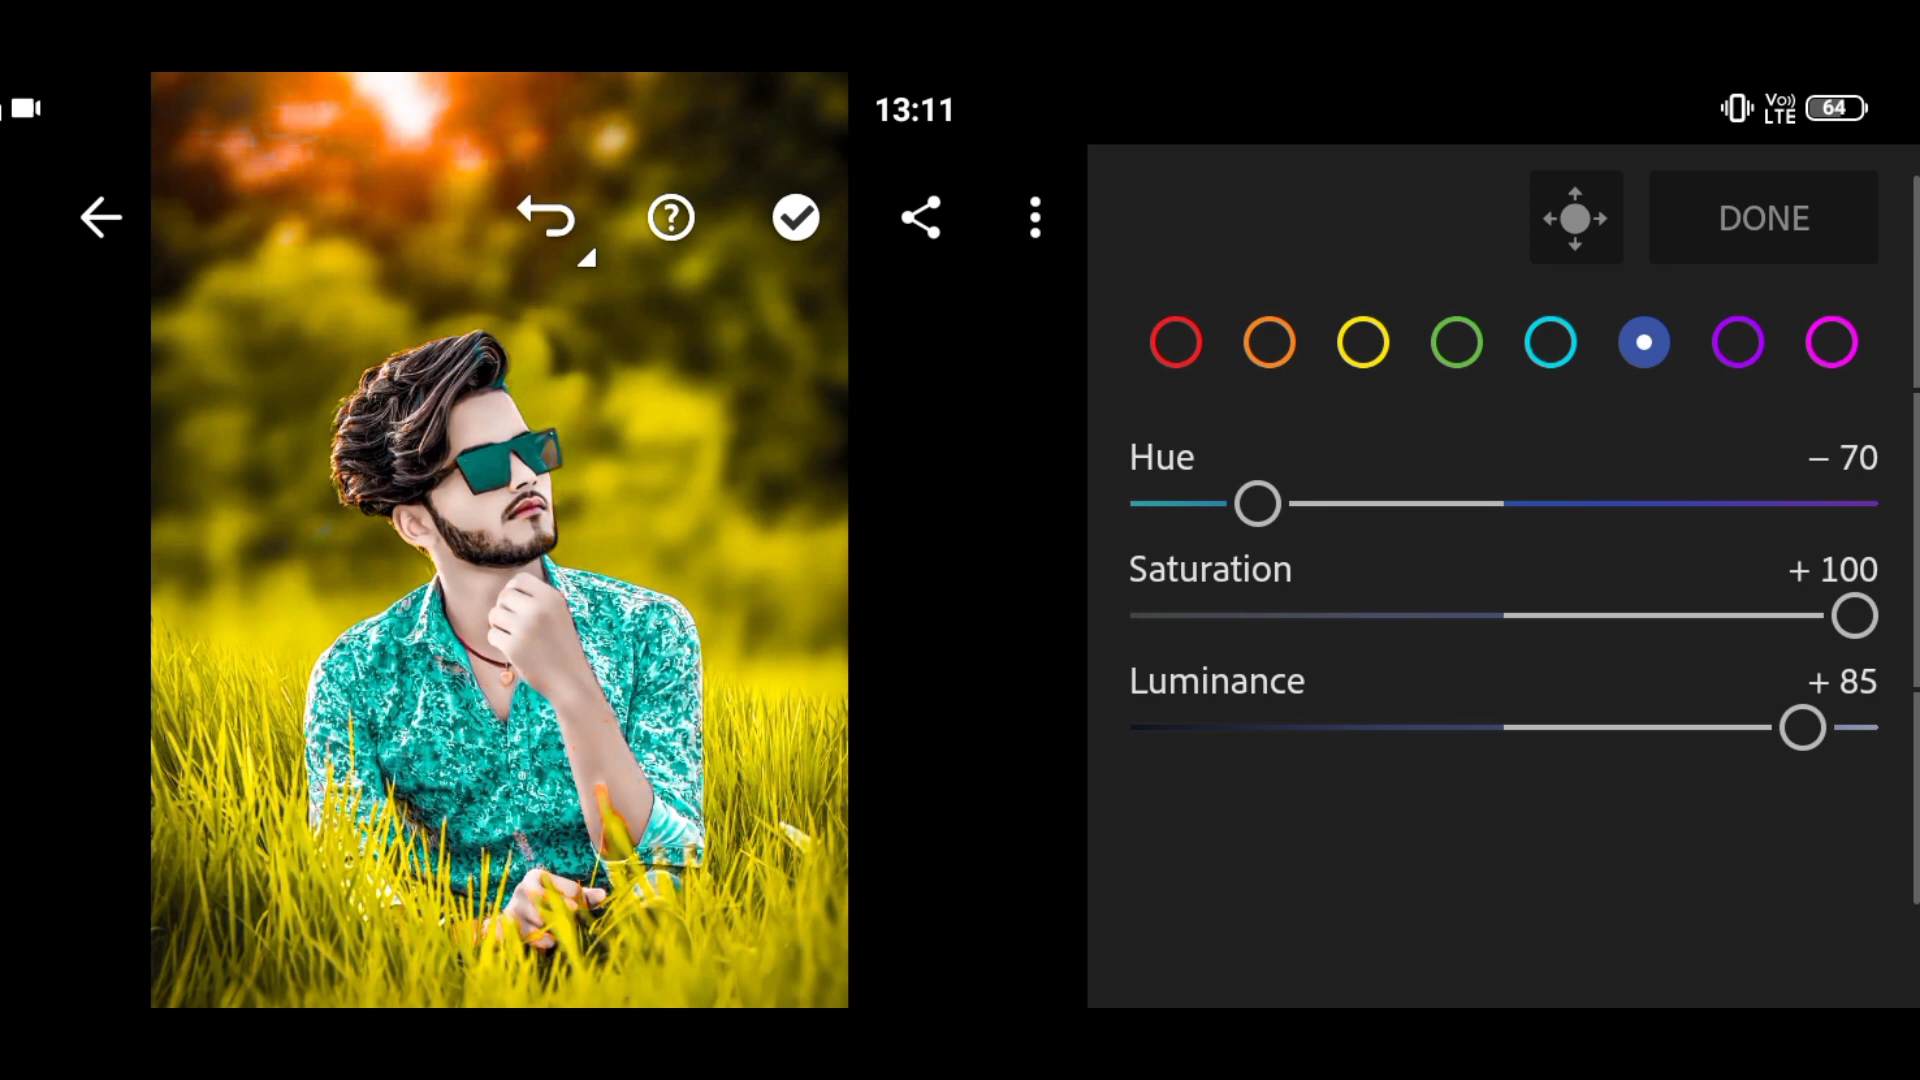 13:11
Vo))
LTE
64
?
DONE
Hue
– 70
Saturation
+ 100
Luminance
+ 85